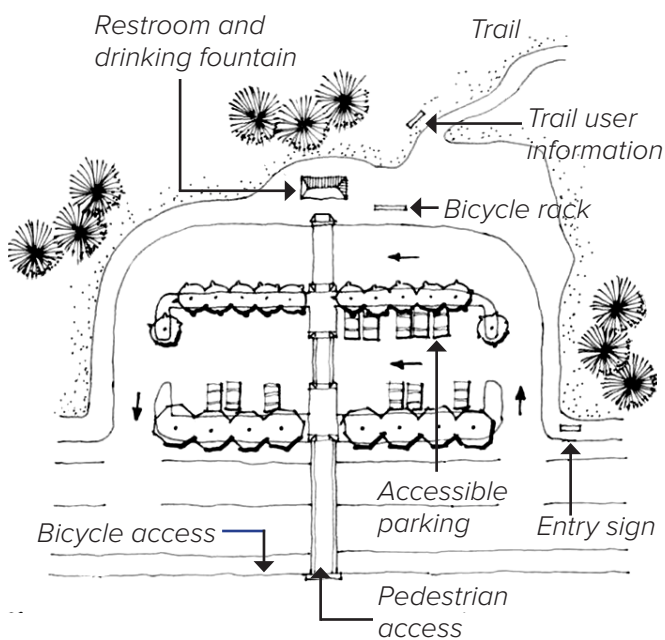 Restroom and
drinking fountain
Trail
Trail user
information
Bicycle rack
Accessible
parking
Entry sign
Bicycle access
Pedestrian
access